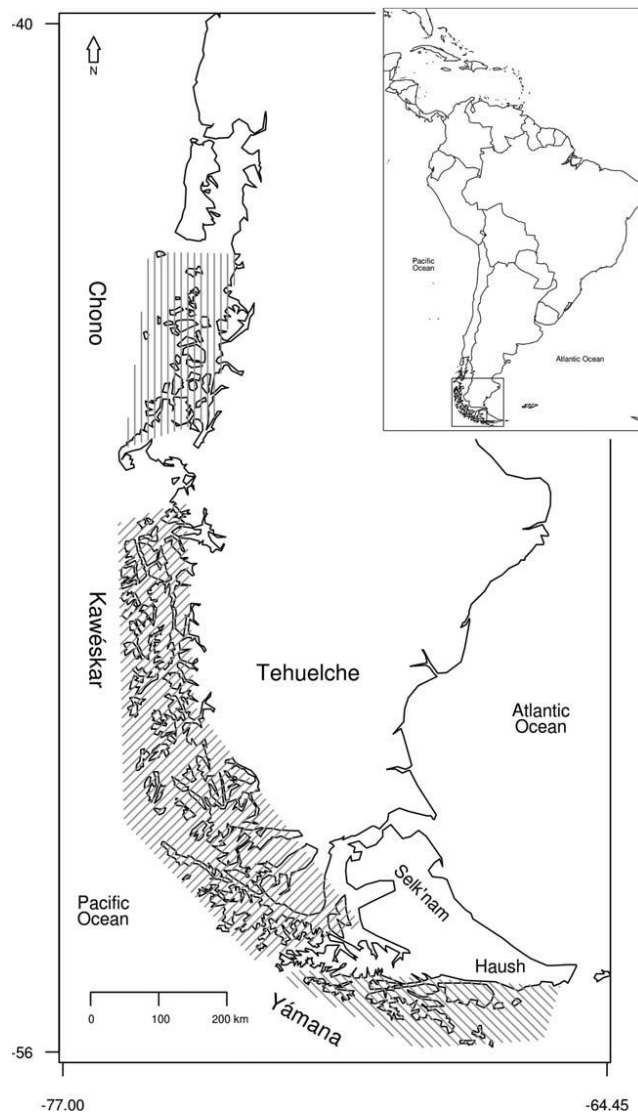 -40
N
Pacific
Ocean
Atlantic Ocean
Chono
Kawéskar
Tehuelche
Atlantic
Ocean
Selk'nam
Pacific
Ocean
Haush
Yámana
0 100 200 km
-56
-77.00 -64.45